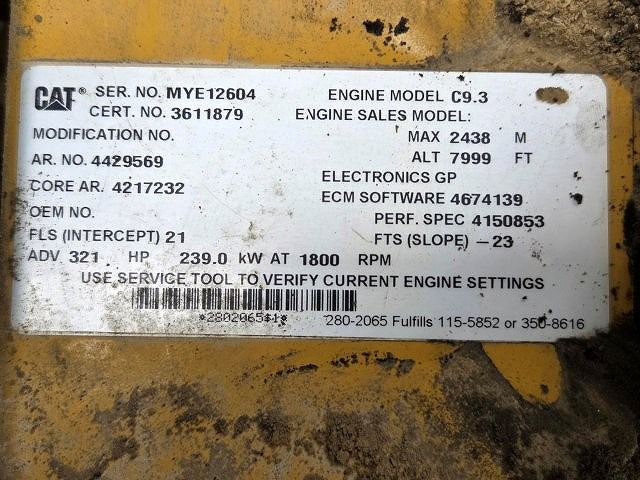 CAT® SER. NO. MYE12604 ENGINE MODEL C9.3
CERT. NO. 3611879 ENGINE SALES MODEL:
MODIFICATION NO. MAX 2438 M
AR. NO. 4429569 ALT 7999 FT
ELECTRONICS GP
CORE AR. 4217232 ECM SOFTWARE 4674139
OEM NO. PERF. SPEC 4150853
FLS (INTERCEPT) 21 FTS (SLOPE) -23
ADV 321 HP 239.0 kW AT 1800 RPM
USE SERVICE TOOL TO VERIFY CURRENT ENGINE SETTINGS
*2802065$1* 280-2065 Fulfills 115-5852 or 350-8616